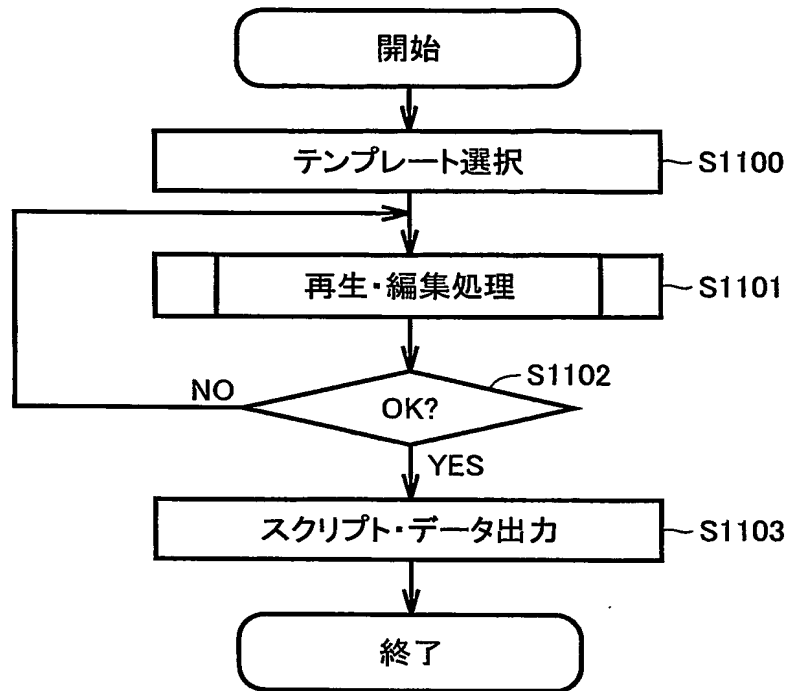 開始
テンプレート選択
S1100
再生・編集処理
S1101
S1102
NO
OK?
YES
スクリプト・データ出力
S1103
終了